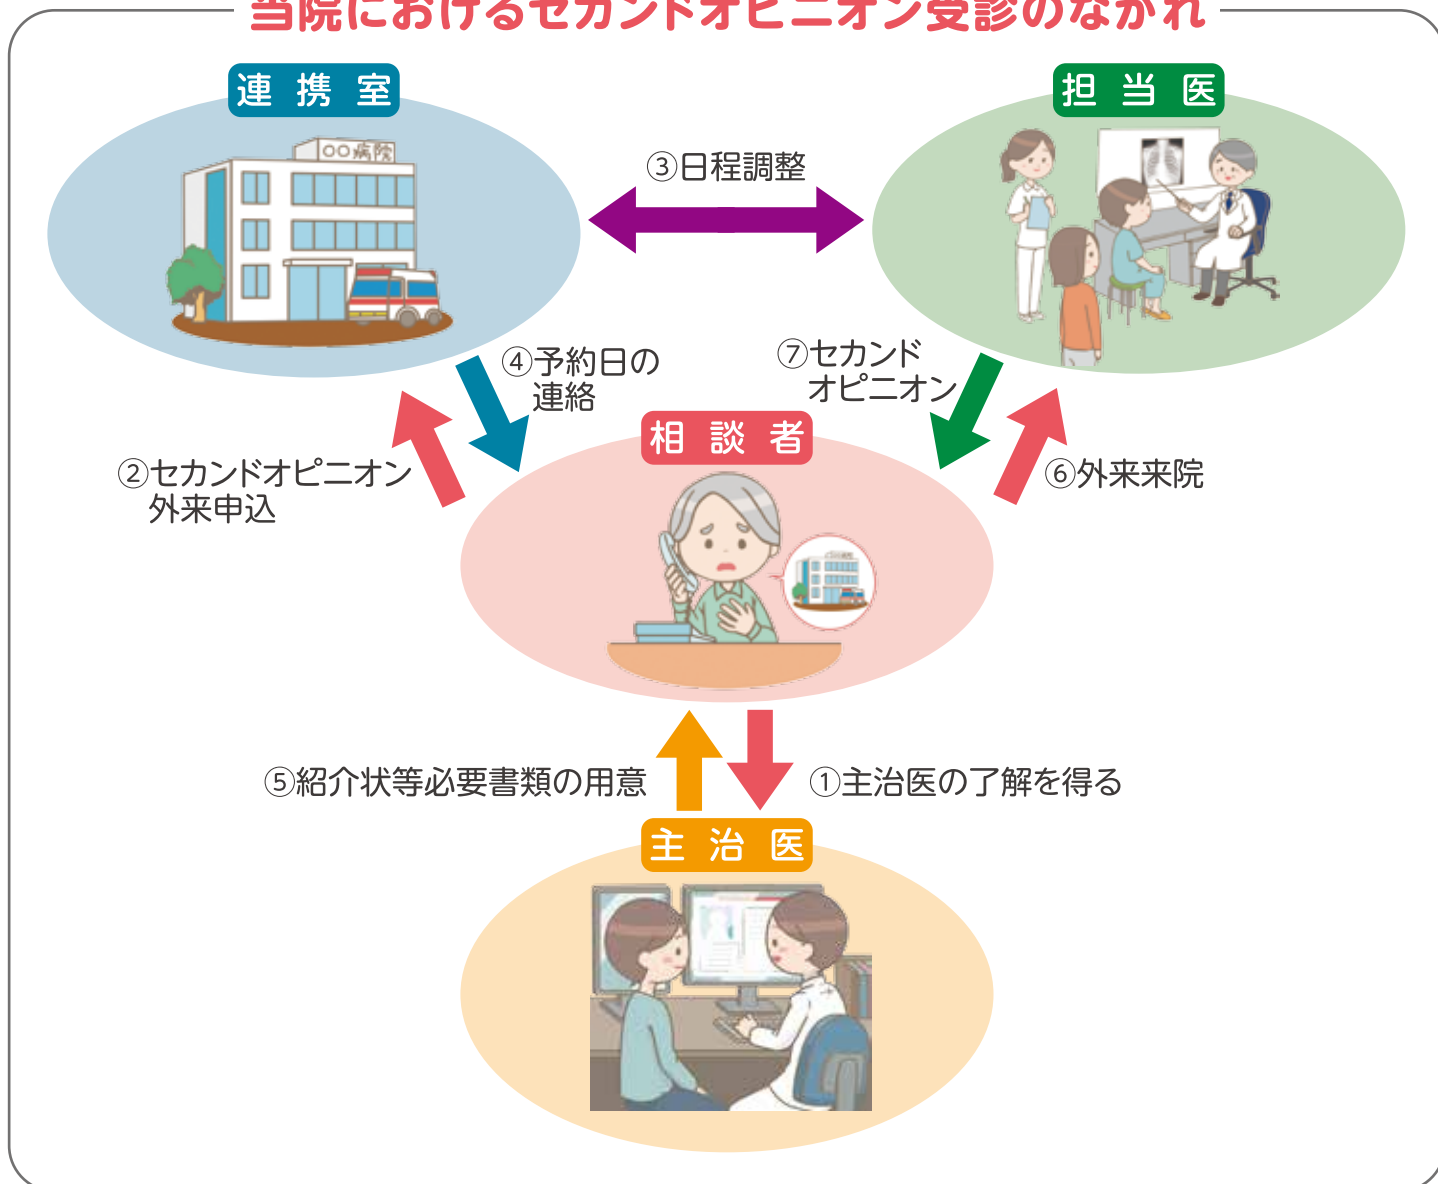 当院におけるセカンドオピニオン受診のながれ
連携室
担当医
〇〇病院
③日程調整
④予約日の
連絡
⑦セカンド
オピニオン
相談者
②セカンドオピニオン
外来申込
⑥外来来院
⑤紹介状等必要書類の用意
①主治医の了解を得る
主治医